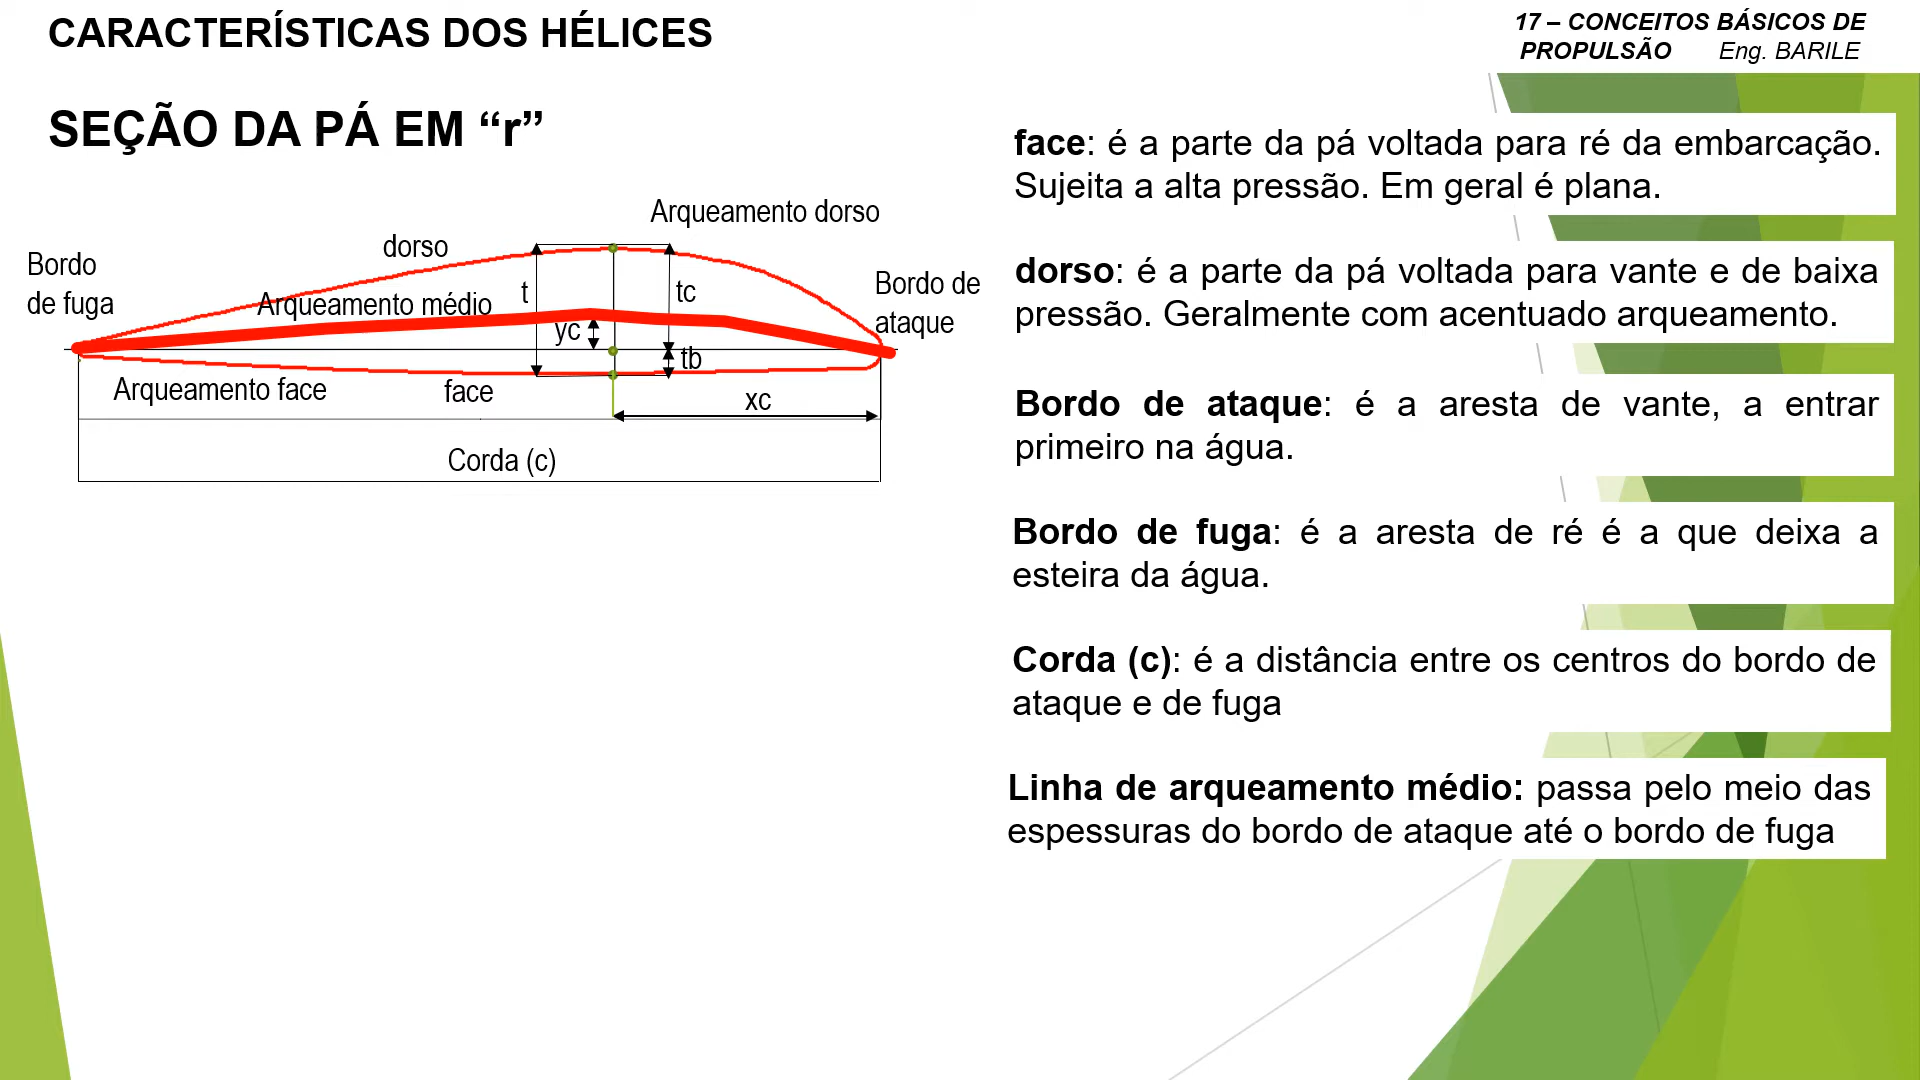 CARACTERÍSTICAS DOS HÉLICES
17 – CONCEITOS BÁSICOS DE
PROPULSÃO Eng. BARILE
SEÇÃO DA PÁ EM “r”
Arqueamento dorso
dorso
Bordo
de fuga
Arqueamento médio
t
tc
Bordo de
ataque
yc
tb
Arqueamento face
face
xc
Corda (c)
face: é a parte da pá voltada para ré da embarcação.
Sujeita a alta pressão. Em geral é plana.
dorso: é a parte da pá voltada para vante e de baixa
pressão. Geralmente com acentuado arqueamento.
Bordo de ataque: é a aresta de vante, a entrar
primeiro na água.
Bordo de fuga: é a aresta de ré é a que deixa a
esteira da água.
Corda (c): é a distância entre os centros do bordo de
ataque e de fuga
Linha de arqueamento médio: passa pelo meio das
espessuras do bordo de ataque até o bordo de fuga